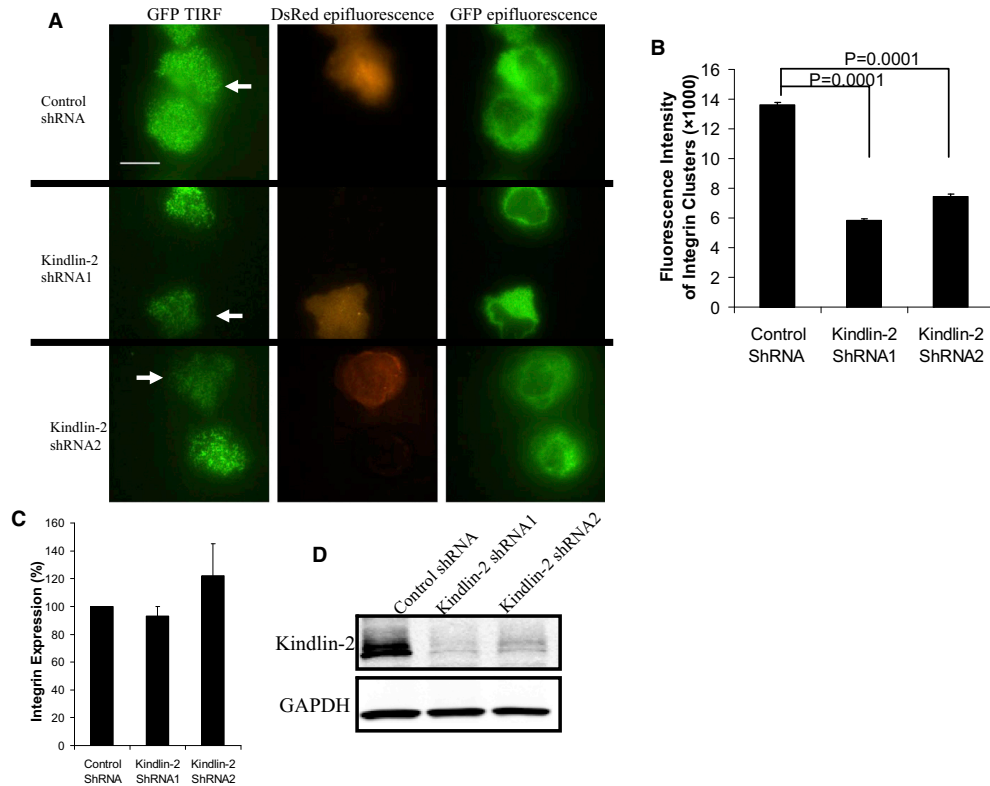 A
GFP TIRF
DsRed epifluorescence
GFP epifluorescence
Control
shRNA
Kindlin-2
shRNA1
Kindlin-2
shRNA2
B
P=0.0001
P=0.0001
Fluorescence Intensity
of Integrin Clusters (×1000)
16
14
12
10
8
6
4
2
0
Control
ShRNA
Kindlin-2
ShRNA1
Kindlin-2
ShRNA2
C
Integrin Expression (%)
160
140
120
100
80
60
40
20
0
Control
ShRNA
Kindlin-2
ShRNA1
Kindlin-2
ShRNA2
D
Control shRNA
Kindlin-2 shRNA1
Kindlin-2 shRNA2
Kindlin-2
GAPDH